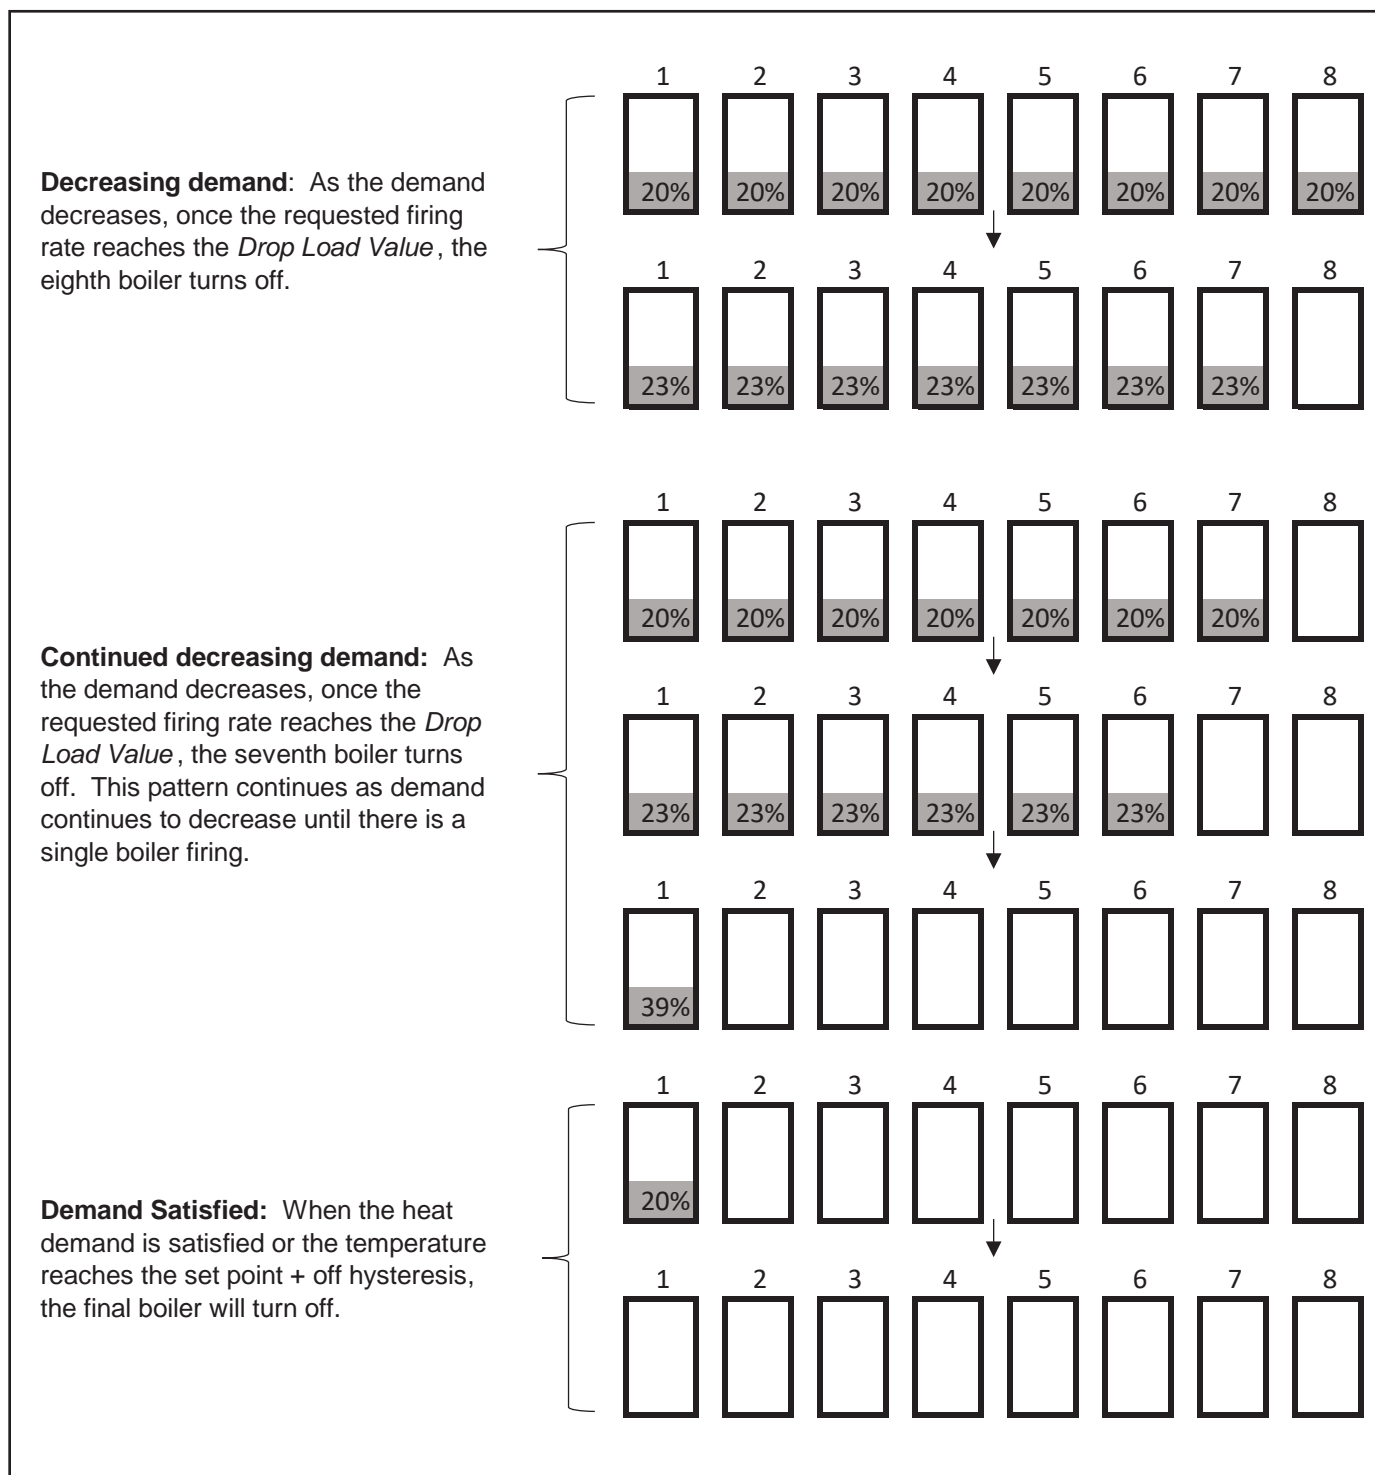 1 2 3 4 5 6 7 8
Decreasing demand: As the demand
decreases, once the requested firing
rate reaches the Drop Load Value, the
eighth boiler turns off.
20% 20% 20% 20% 20% 20% 20% 20%
1 2 3 4 5 6 7 8
23% 23% 23% 23% 23% 23% 23%
1 2 3 4 5 6 7 8
20% 20% 20% 20% 20% 20% 20%
Continued decreasing demand: As
the demand decreases, once the
requested firing rate reaches the Drop
Load Value, the seventh boiler turns
off. This pattern continues as demand
continues to decrease until there is a
single boiler firing.
1 2 3 4 5 6 7 8
23% 23% 23% 23% 23% 23%
1 2 3 4 5 6 7 8
39%
1 2 3 4 5 6 7 8
20%
Demand Satisfied: When the heat
demand is satisfied or the temperature
reaches the set point + off hysteresis,
the final boiler will turn off.
1 2 3 4 5 6 7 8